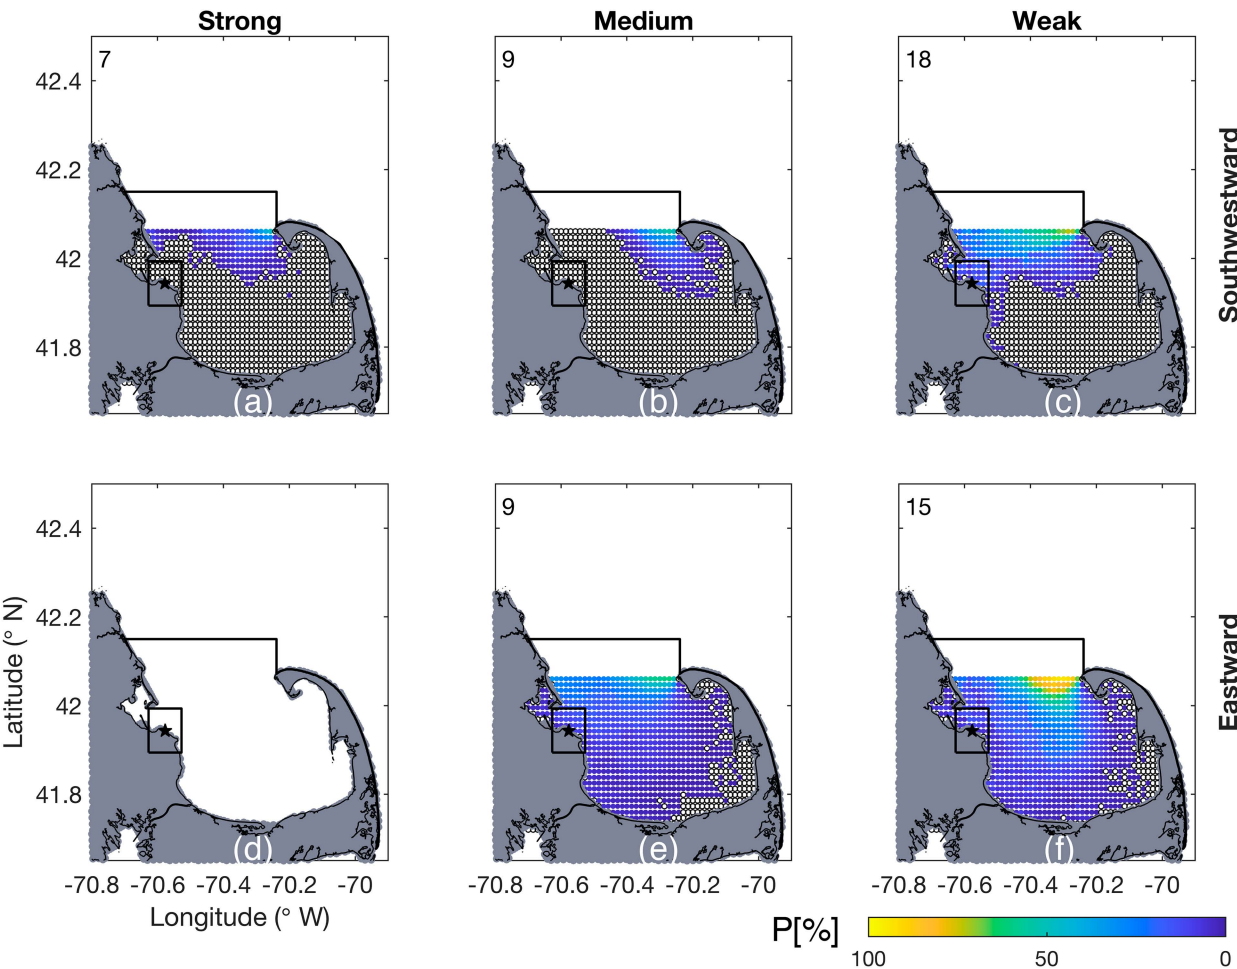 Strong Medium Weak
7 9 18
42.4
42.2
42
41.8
(a) (b) (c)
Southwestward
9 15
42.4
42.2
42
41.8
(d) (e) (f)
Eastward
Latitude (° N)
-70.8 -70.6 -70.4 -70.2 -70 -70.8 -70.6 -70.4 -70.2 -70 -70.8 -70.6 -70.4 -70.2 -70
Longitude (° W)
P[%]
100 50 0